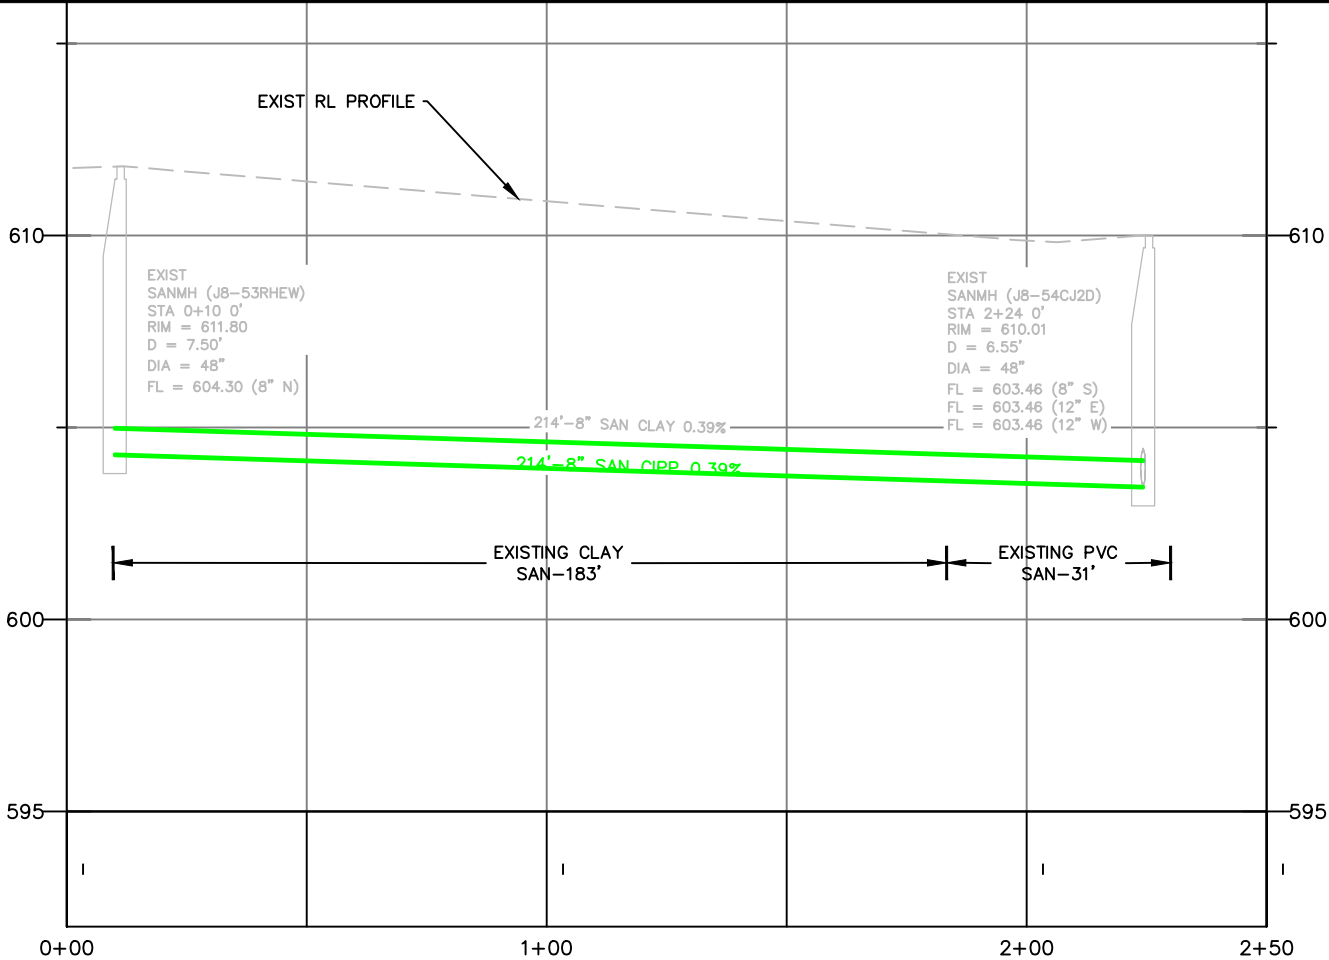 EXIST RL PROFILE
610
610
EXIST
SANMH (J8-53RHEW)
STA 0+10 0'
RIM = 611.80
D = 7.50'
DIA = 48"
FL = 604.30 (8" N)
EXIST
SANMH (J8-54CJ2D)
STA 2+24 0'
RIM = 610.01
D = 6.55'
DIA = 48"
FL = 603.46 (8" S)
FL = 603.46 (12" E)
FL = 603.46 (12" W)
214'-8" SAN CLAY 0.39%
214'-8" SAN CIPP 0.39%
EXISTING CLAY
SAN-183'
EXISTING PVC
SAN-31'
600
600
595
595
0+00
1+00
2+00
2+50